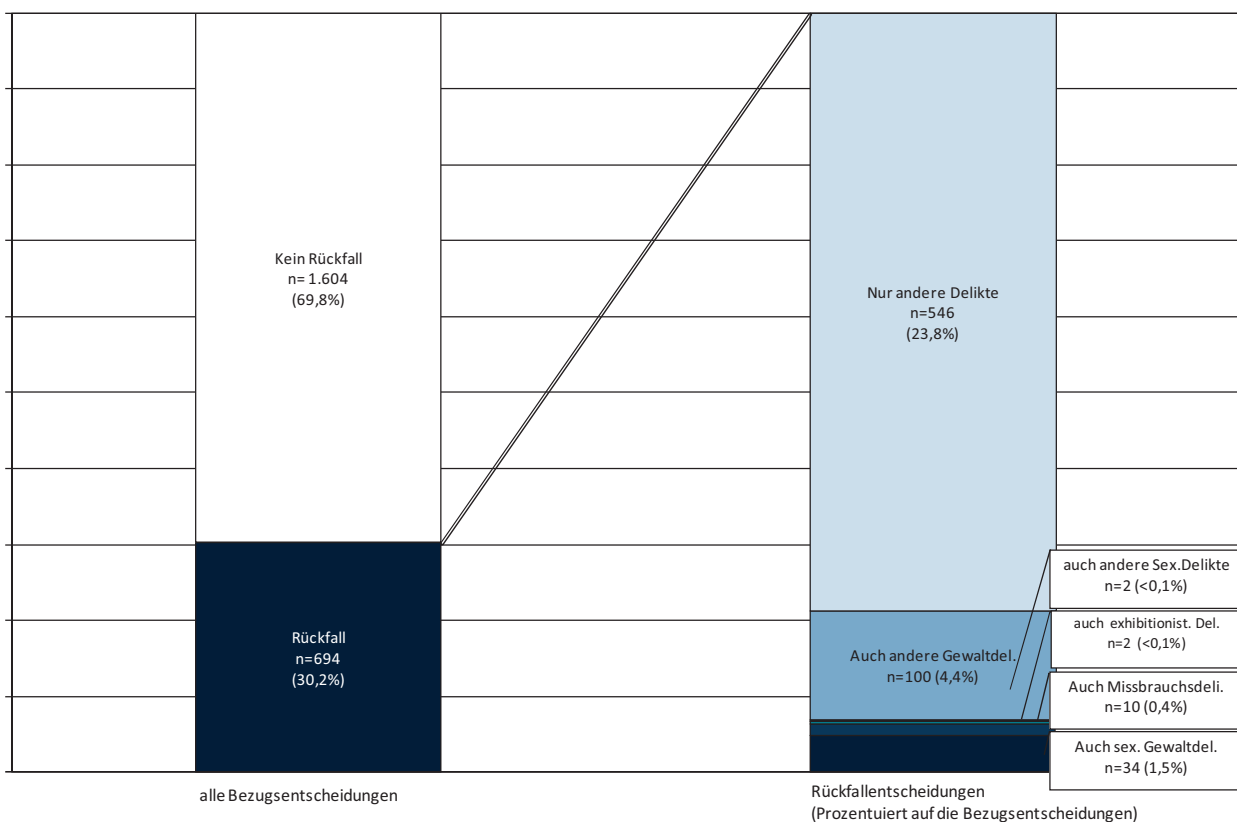 Kein Rückfall
n= 1.604
(69,8%)
Rückfall
n=694
(30,2%)
alle Bezugsentscheidungen
Nur andere Delikte
n=546
(23,8%)
Auch andere Gewaltdel.
n=100 (4,4%)
auch andere Sex.Delikte
n=2 (<0,1%)
auch exhibitionist. Del.
n=2 (<0,1%)
Auch Missbrauchsdeli.
n=10 (0,4%)
Auch sex. Gewaltdel.
n=34 (1,5%)
Rückfallentscheidungen
(Prozentuiert auf die Bezugsentscheidungen)